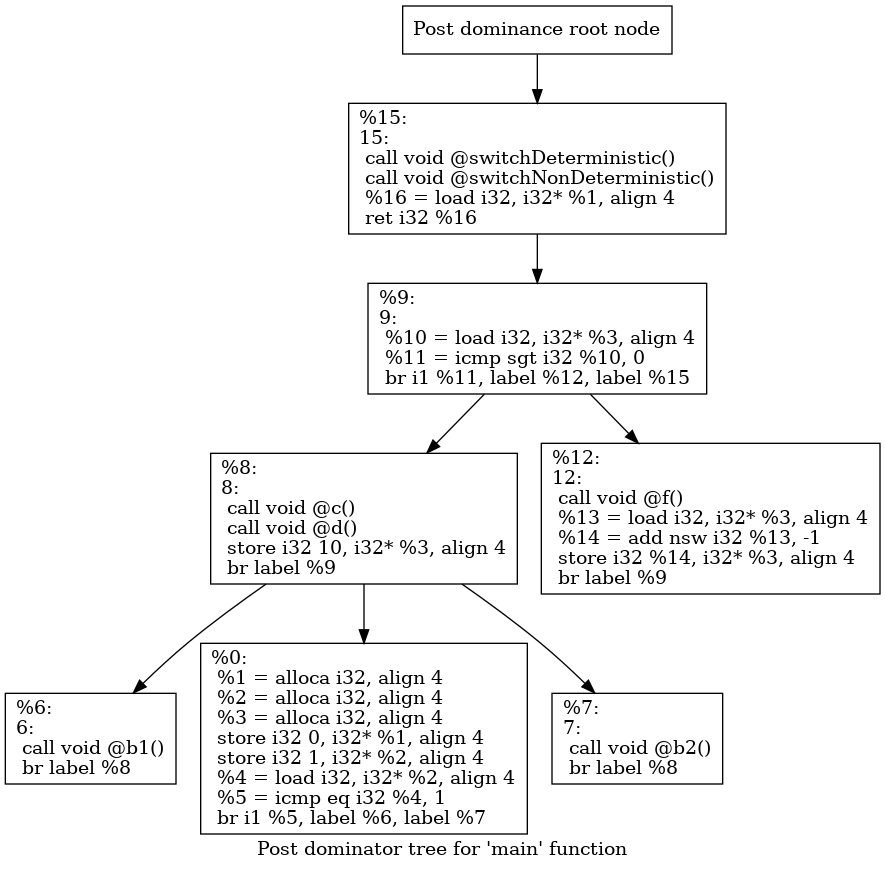 Post dominance root node
%15:
15:
call void @switchDeterministic()
call void @switchNonDeterministic()
%16 = load i32, i32* %1, align 4
ret i32 %16
%9:
9:
%10 = load i32, i32* %3, align 4
%11 = icmp sgt i32 %10, 0
br i1 %11, label %12, label %15
%8:
8:
call void @c()
call void @d()
store i32 10, i32* %3, align 4
br label %9
%12:
12:
call void @f()
%13 = load i32, i32* %3, align 4
%14 = add nsw i32 %13, -1
store i32 %14, i32* %3, align 4
br label %9
%6:
6:
call void @b1()
br label %8
%0:
%1 = alloca i32, align 4
%2 = alloca i32, align 4
%3 = alloca i32, align 4
store i32 0, i32* %1, align 4
store i32 1, i32* %2, align 4
%4 = load i32, i32* %2, align 4
%5 = icmp eq i32 %4, 1
br i1 %5, label %6, label %7
%7:
7:
call void @b2()
br label %8
Post dominator tree for 'main' function